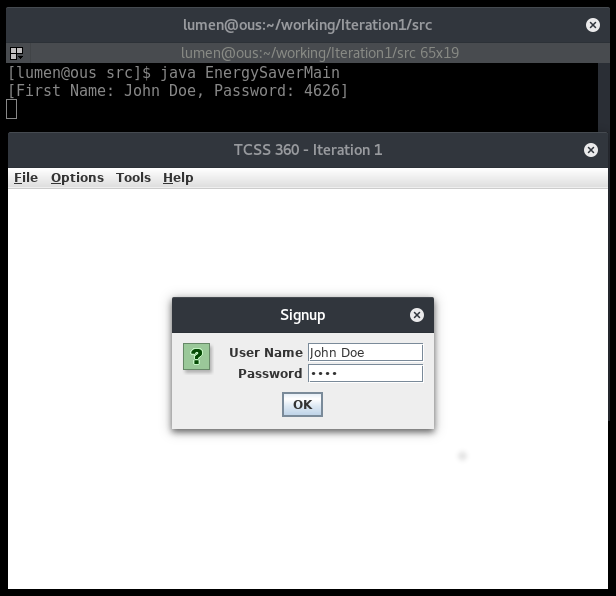 lumen@ous:~/working/Iteration1/src
lumen@ous:~/working/Iteration1/src 65x19
[lumen@ous src]$ java EnergySaverMain
[First Name: John Doe, Password: 4626]
TCSS 360 - Iteration 1
File Options Tools Help
Signup
?
User Name John Doe
Password ••••
OK